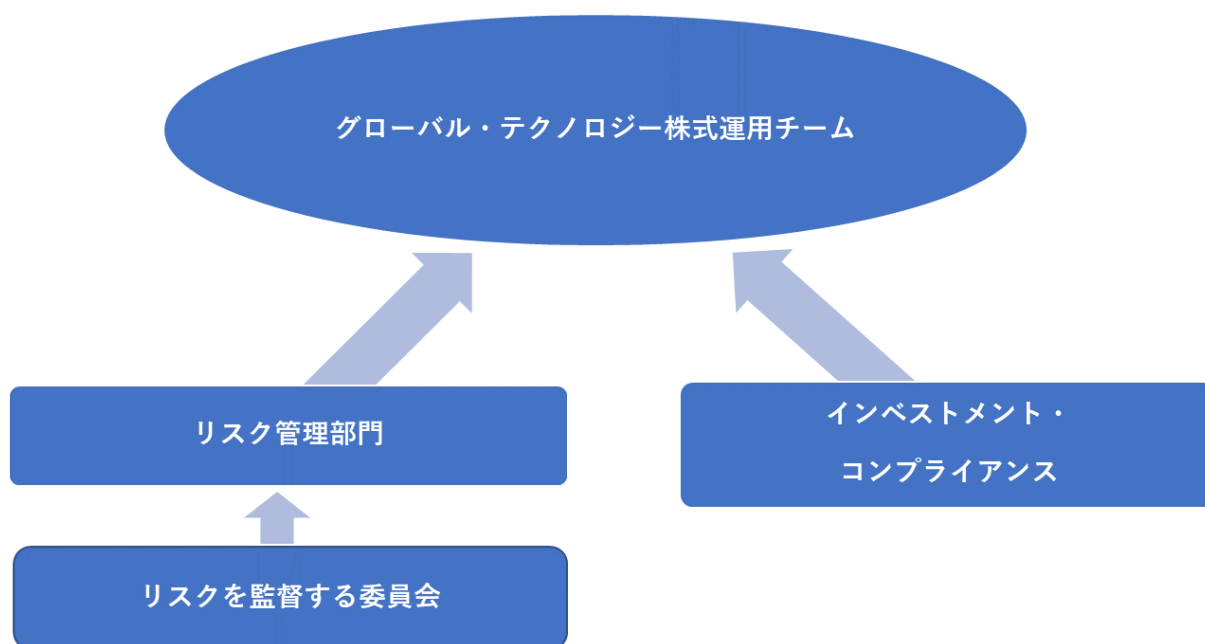 グローバル・テクノロジー株式運用チーム
リスク管理部門
インベストメント・
コンプライアンス
リスクを監督する委員会